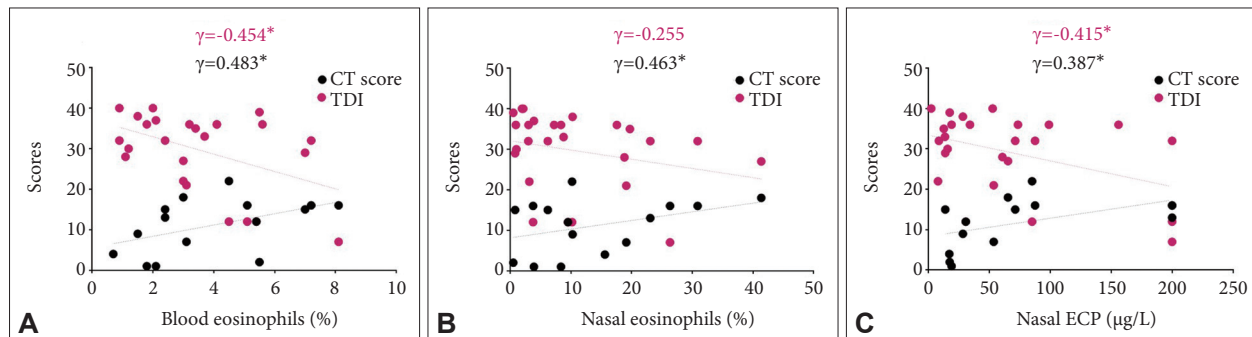 γ=-0.454*
γ=0.483*
CT score
TDI
50
40
30
20
10
0
Scores
0 2 4 6 8 10
Blood eosinophils (%)
A
γ=-0.255
γ=0.463*
CT score
TDI
50
40
30
20
10
0
Scores
0 10 20 30 40 50
Nasal eosinophils (%)
B
γ=-0.415*
γ=0.387*
CT score
TDI
50
40
30
20
10
0
Scores
0 50 100 150 200 250
Nasal ECP (μg/L)
C